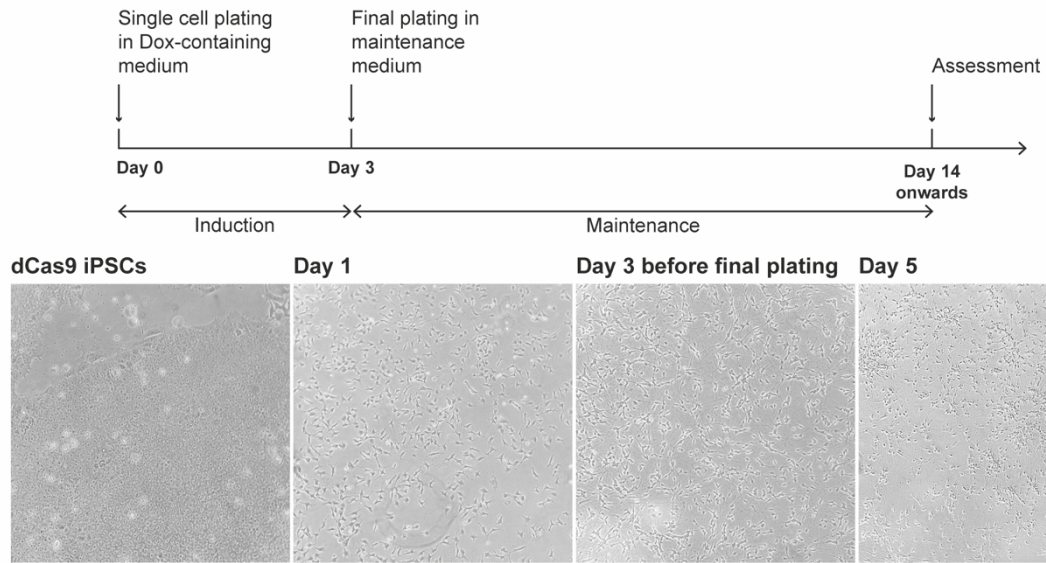 Single cell plating
in Dox-containing
medium
Final plating in
maintenance
medium
Assessment
Day 0
Day 3
Day 14
onwards
Induction
Maintenance
dCas9 iPSCs
Day 1
Day 3 before final plating
Day 5